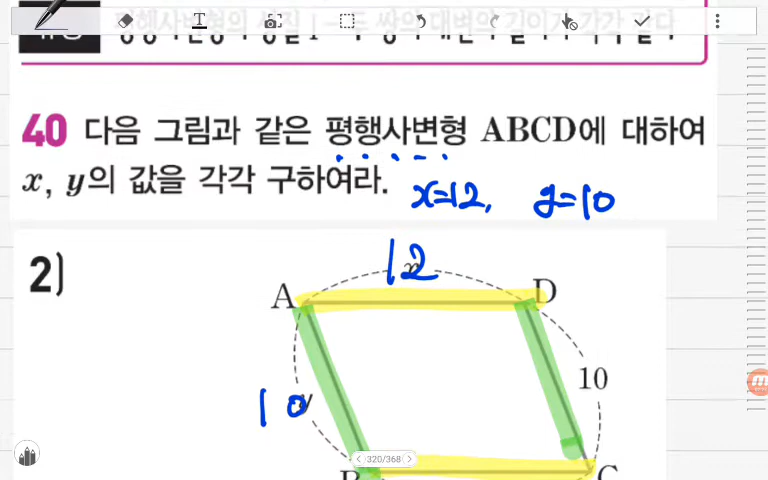 40 다음 그림과 같은 평행사변형 ABCD에 대하여
x, y의 값을 각각 구하여라. x=12, y=10
2)
12
A D
10
10 y
320/368